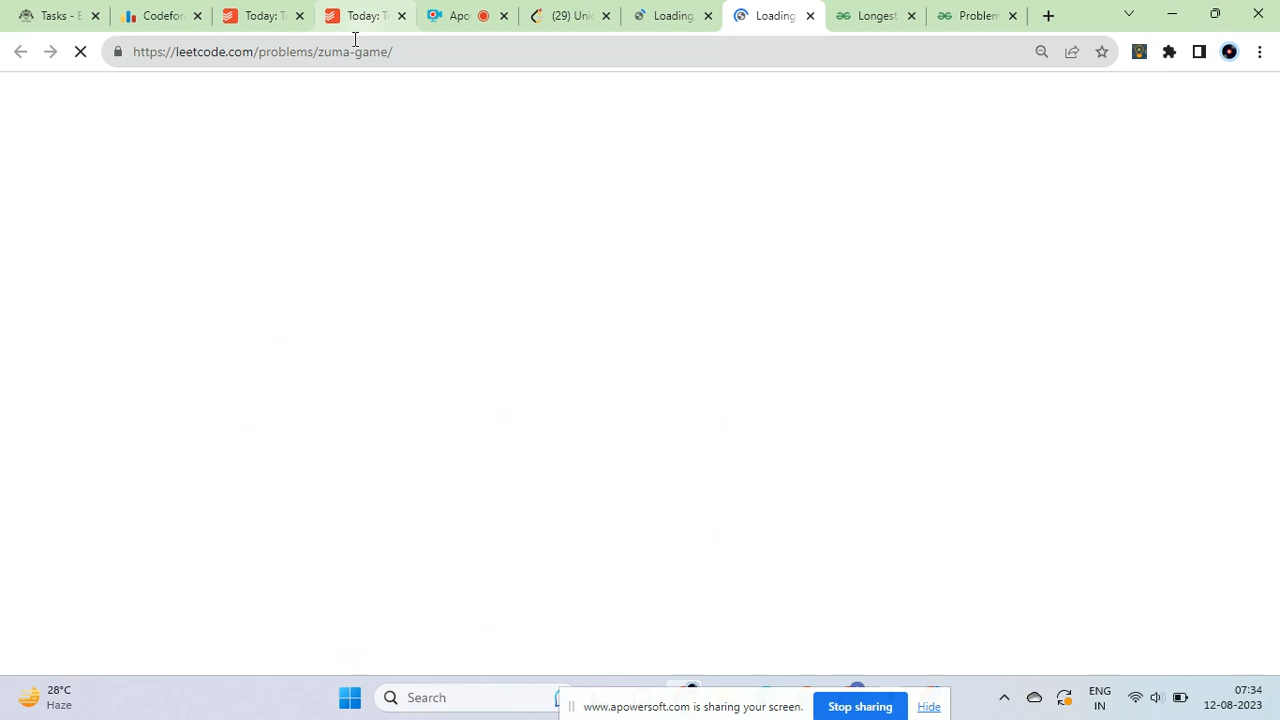 Tasks - E
Codefor
Today: T
Today: T
Apo
(29) Uni
Loading
Loading
Longest
Problem
https://leetcode.com/problems/zuma-game/
28°C
Haze
Search
www.apowersoft.com is sharing your screen.
Stop sharing
Hide
ENG
IN
07:34
12-08-2023